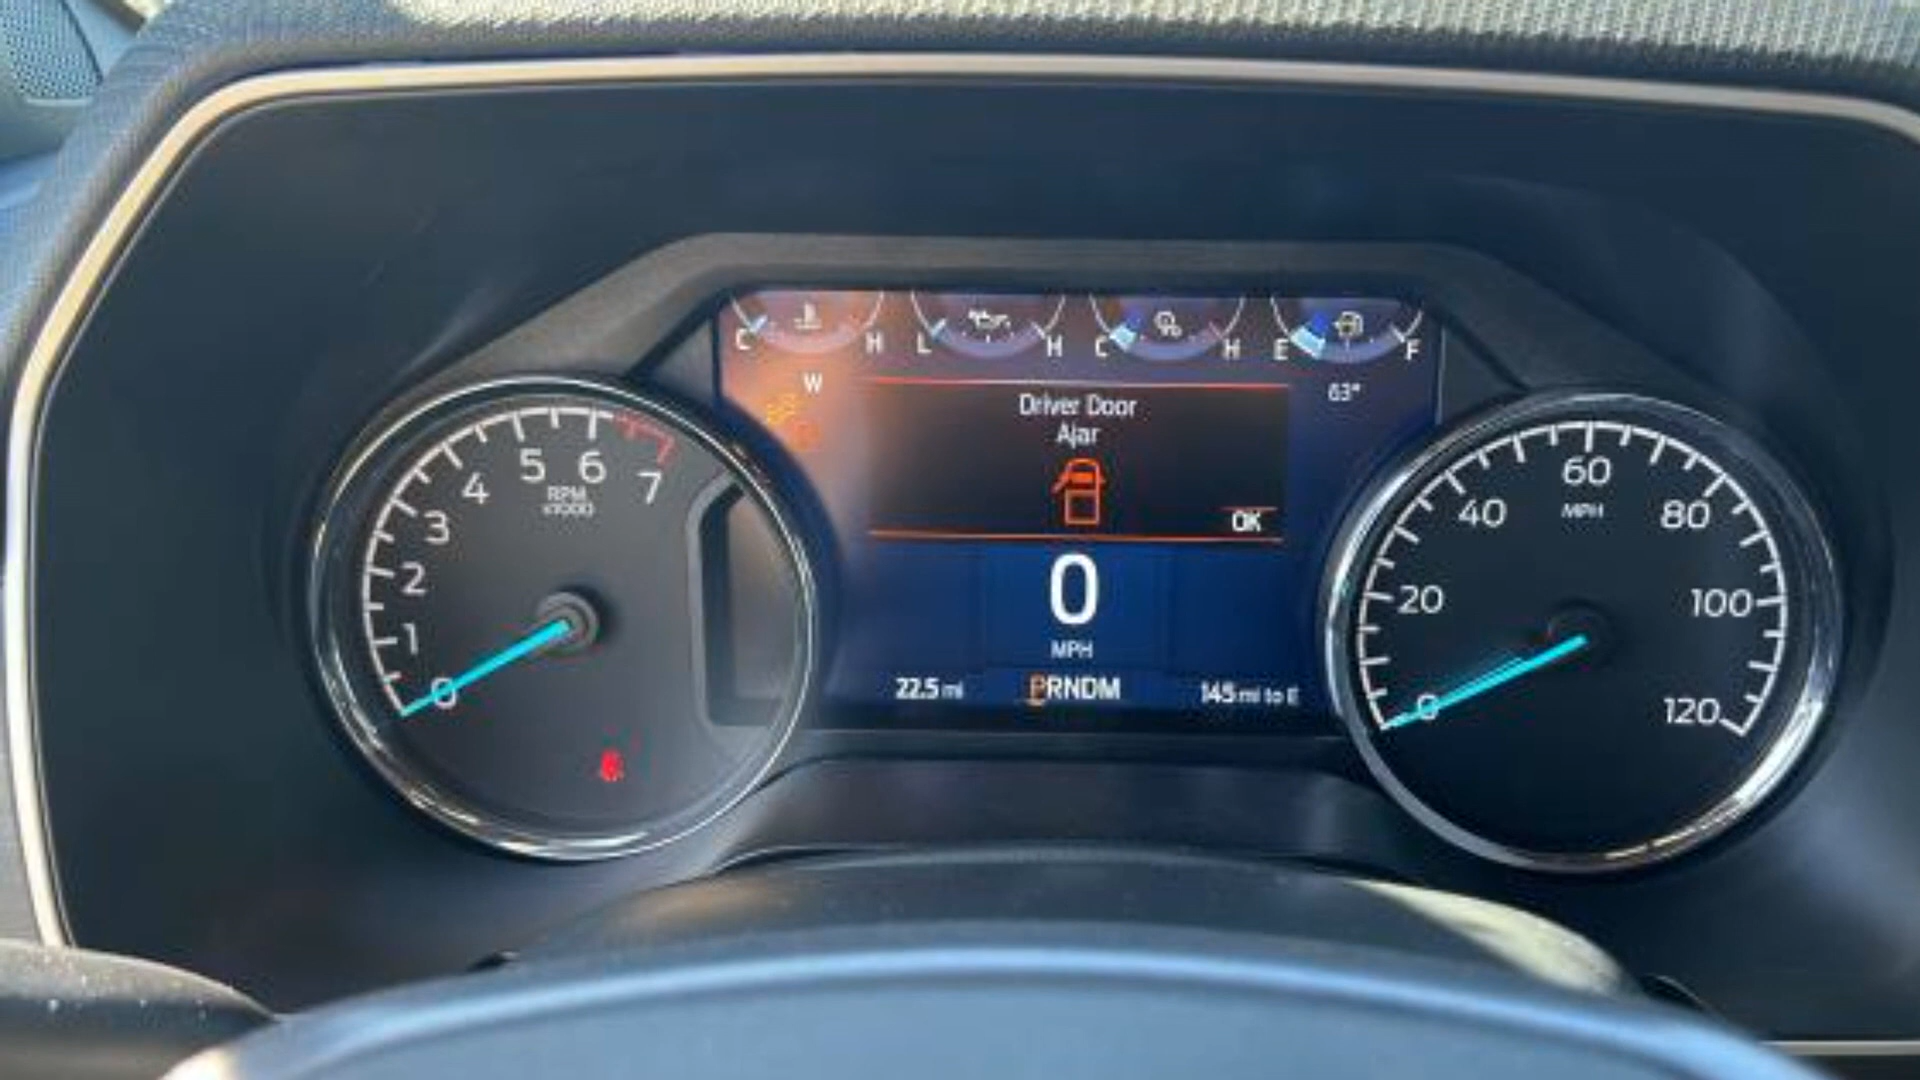 C H L H C H E F
W
63°
Driver Door
Ajar
OK
0
MPH
22.5 mi
PRNDM
145 mi to E
0
1
2
3
4
5
6
7
RPM
x1000
0
20
40
60
80
100
120
MPH